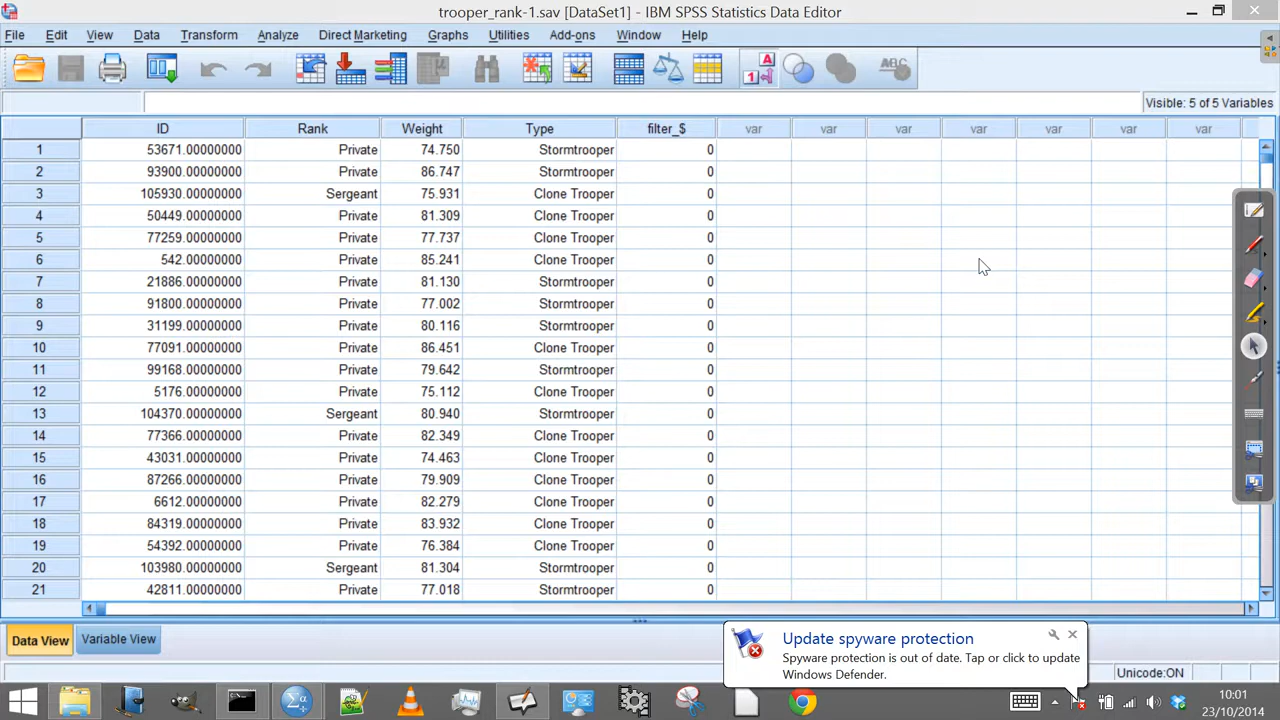 trooper_rank-1.sav [DataSet1] - IBM SPSS Statistics Data Editor
File Edit View Data Transform Analyze Direct Marketing Graphs Utilities Add-ons Window Help
A
1
ABC
Visible: 5 of 5 Variables
ID Rank Weight Type filter_$ var var var var var var var
1 53671.00000000 Private 74.750 Stormtrooper 0
2 93900.00000000 Private 86.747 Stormtrooper 0
3 105930.00000000 Sergeant 75.931 Clone Trooper 0
4 50449.00000000 Private 81.309 Clone Trooper 0
5 77259.00000000 Private 77.737 Clone Trooper 0
6 542.00000000 Private 85.241 Clone Trooper 0
7 21886.00000000 Private 81.130 Stormtrooper 0
8 91800.00000000 Private 77.002 Stormtrooper 0
9 31199.00000000 Private 80.116 Stormtrooper 0
10 77091.00000000 Private 86.451 Clone Trooper 0
11 99168.00000000 Private 79.642 Stormtrooper 0
12 5176.00000000 Private 75.112 Clone Trooper 0
13 104370.00000000 Sergeant 80.940 Stormtrooper 0
14 77366.00000000 Private 82.349 Clone Trooper 0
15 43031.00000000 Private 74.463 Clone Trooper 0
16 87266.00000000 Private 79.909 Clone Trooper 0
17 6612.00000000 Private 82.279 Clone Trooper 0
18 84319.00000000 Private 83.932 Clone Trooper 0
19 54392.00000000 Private 76.384 Clone Trooper 0
20 103980.00000000 Sergeant 81.304 Stormtrooper 0
21 42811.00000000 Private 77.018 Stormtrooper 0
Data View Variable View
Update spyware protection
Spyware protection is out of date. Tap or click to update
Windows Defender.
Unicode:ON
10:01
23/10/2014